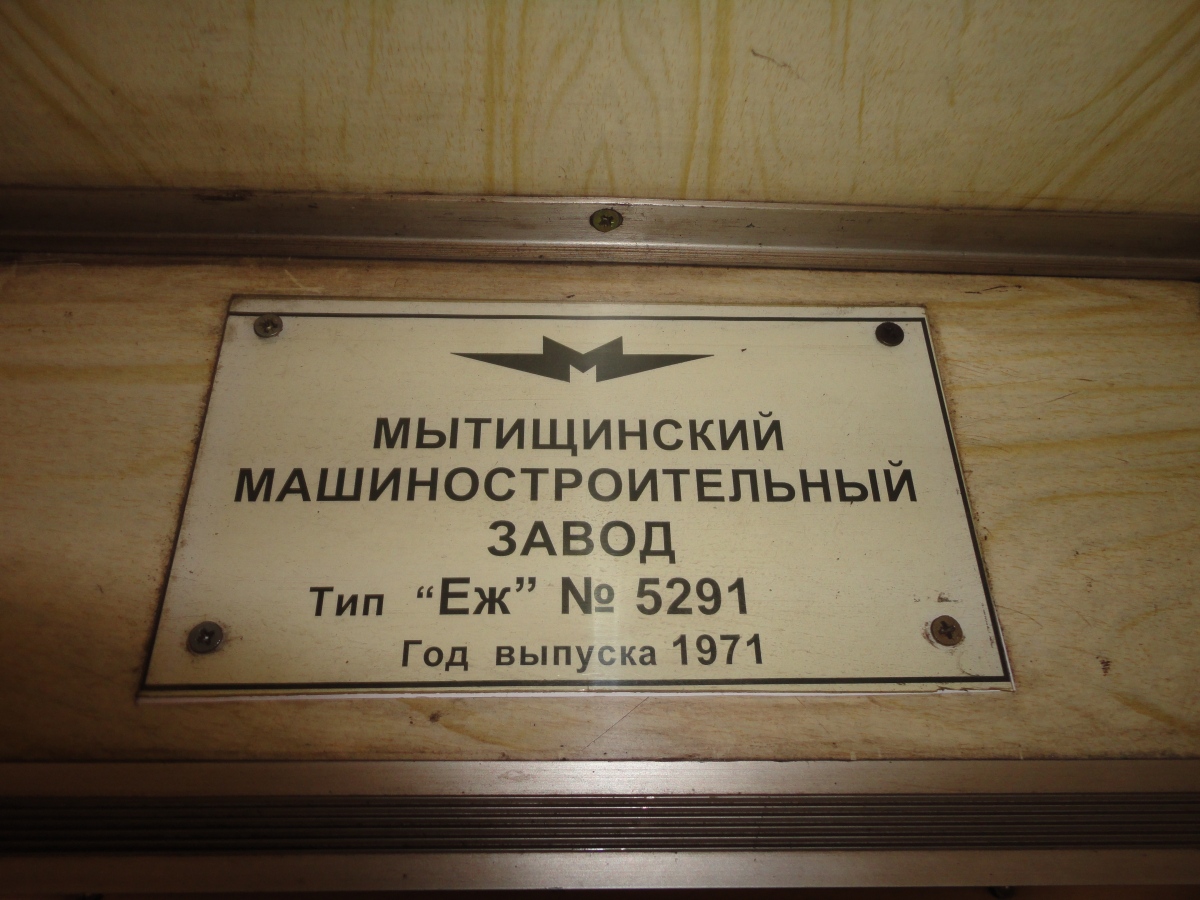 МЫТИЩИНСКИЙ
МАШИНОСТРОИТЕЛЬНЫЙ
ЗАВОД
Тип “Еж” № 5291
Год выпуска 1971